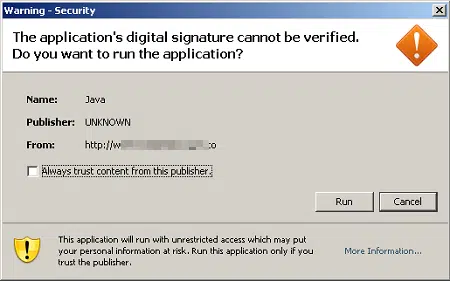 Warning - Security
The application's digital signature cannot be verified.
Do you want to run the application?
Name: Java
Publisher: UNKNOWN
From:
Always trust content from this publisher.
Run Cancel
This application will run with unrestricted access which may put
your personal information at risk. Run this application only if you
trust the publisher.
More Information...